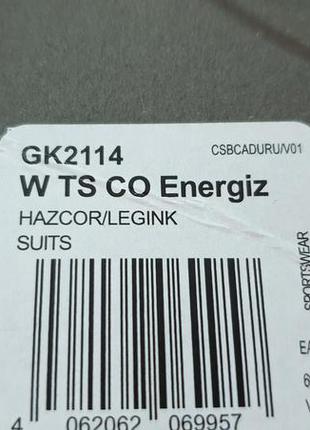 GK2114
CSBCADURU/V01
W TS CO Energiz
HAZCOR/LEGINK
SUITS
SPORTSWEAR
4 062062 069957